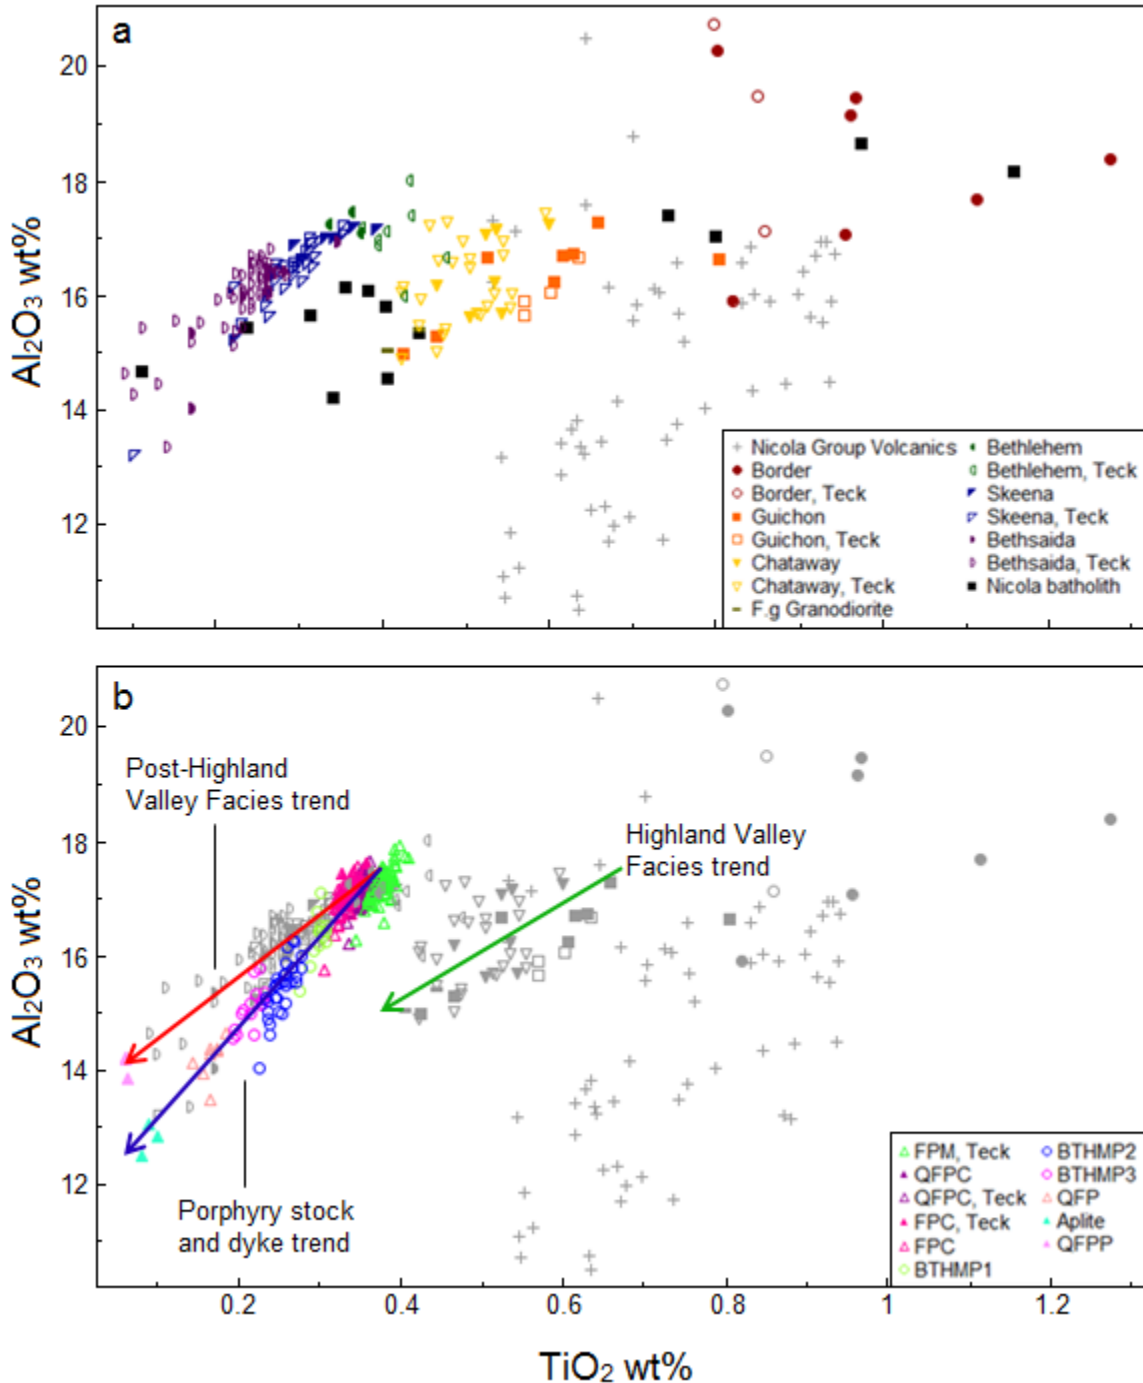 a
20
18
16
14
12
Al₂O₃ wt%
Nicola Group Volcanics
Border
Border, Teck
Guichon
Guichon, Teck
Chataway
Chataway, Teck
F.g Granodiorite
Bethlehem
Bethlehem, Teck
Skeena
Skeena, Teck
Bethsaida
Bethsaida, Teck
Nicola batholith
b
20
18
16
14
12
Al₂O₃ wt%
Post-Highland
Valley Facies trend
Highland Valley
Facies trend
Porphyry stock
and dyke trend
FPM, Teck
QFPC
QFPC, Teck
FPC, Teck
FPC
BTHMP1
BTHMP2
BTHMP3
QFP
Aplite
QFPP
0.2
0.4
0.6
0.8
1
1.2
TiO₂ wt%